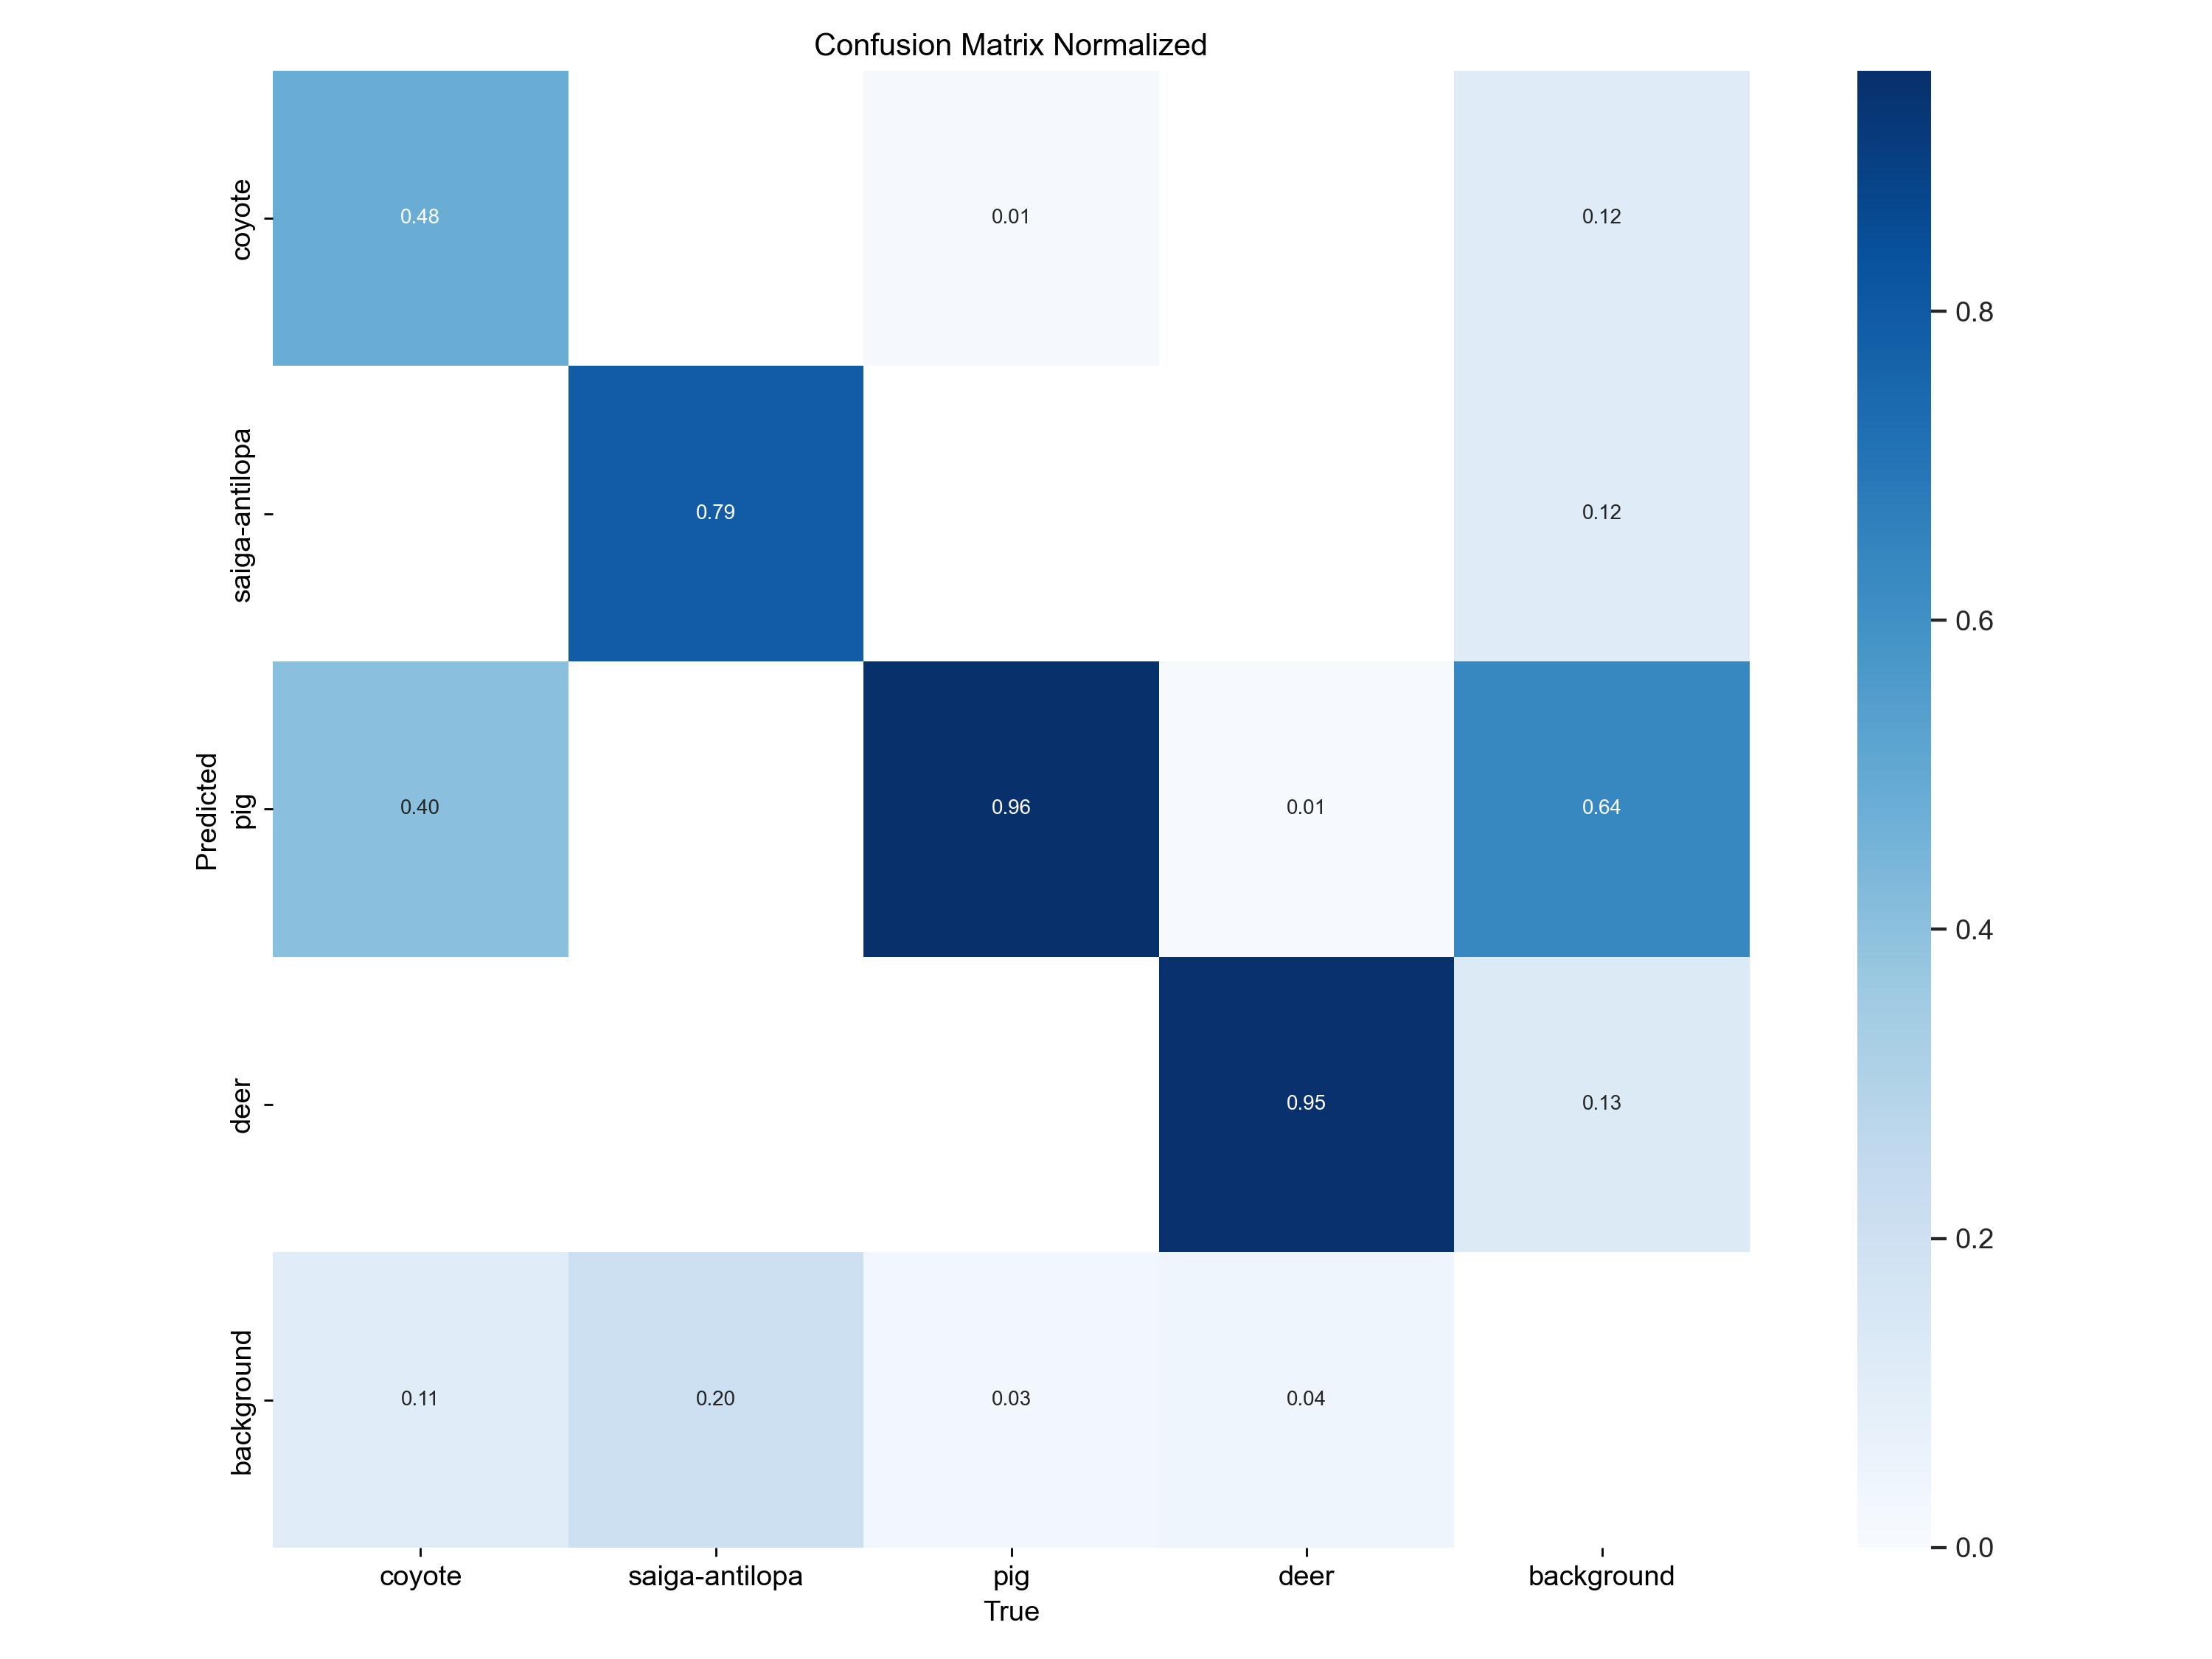 Confusion Matrix Normalized
coyote
0.48
0.01
0.12
saiga-antilopa
0.79
0.12
Predicted
pig
0.40
0.96
0.01
0.64
deer
0.95
0.13
background
0.11
0.20
0.03
0.04
coyote
saiga-antilopa
pig
deer
background
True
0.8
0.6
0.4
0.2
0.0